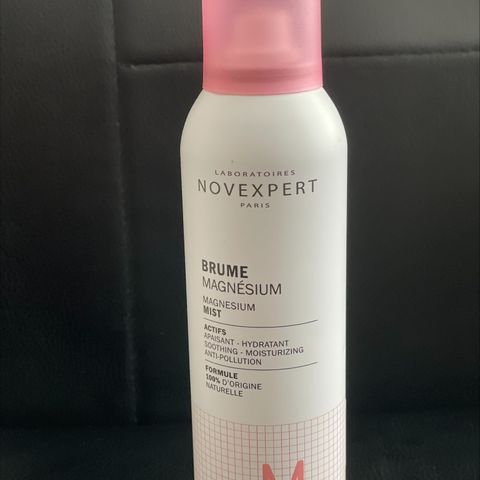 LABORATOIRES
NOVEXPERT
PARIS
BRUME
MAGNÉSIUM
MAGNESIUM
MIST
ACTIFS
APAISANT - HYDRATANT
SOOTHING - MOISTURIZING
ANTI-POLLUTION
FORMULE
100% D'ORIGINE
NATURELLE
M